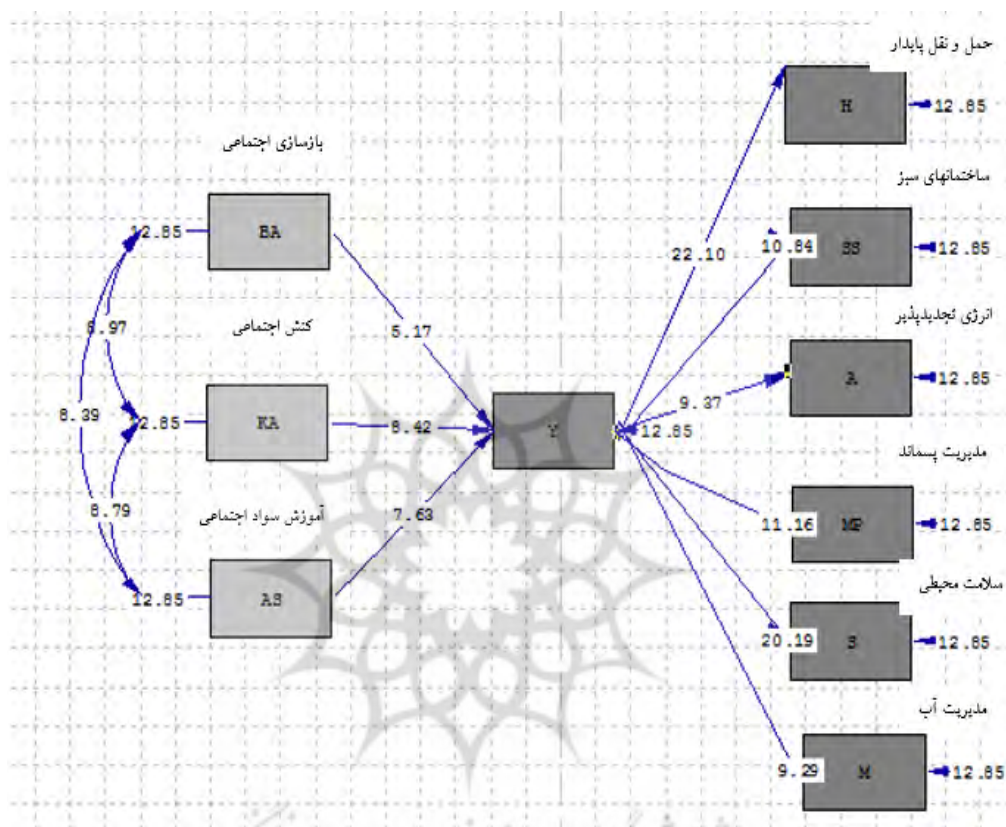 حمل و نقل پایدار
H
12.85
بازسازی اجتماعی
ساختمانهای سبز
12.85
BA
22.10
10.84
SS
12.85
انرژی تجدیدپذیر
کنش اجتماعی
5.17
A
12.85
9.37
8.39
12.85
KA
8.42
Y
12.85
مدیریت پسماند
آموزش سواد اجتماعی
7.63
8.79
11.16
MP
12.85
سلامت محیطی
12.85
AS
20.19
S
12.85
مدیریت آب
9.29
M
12.85